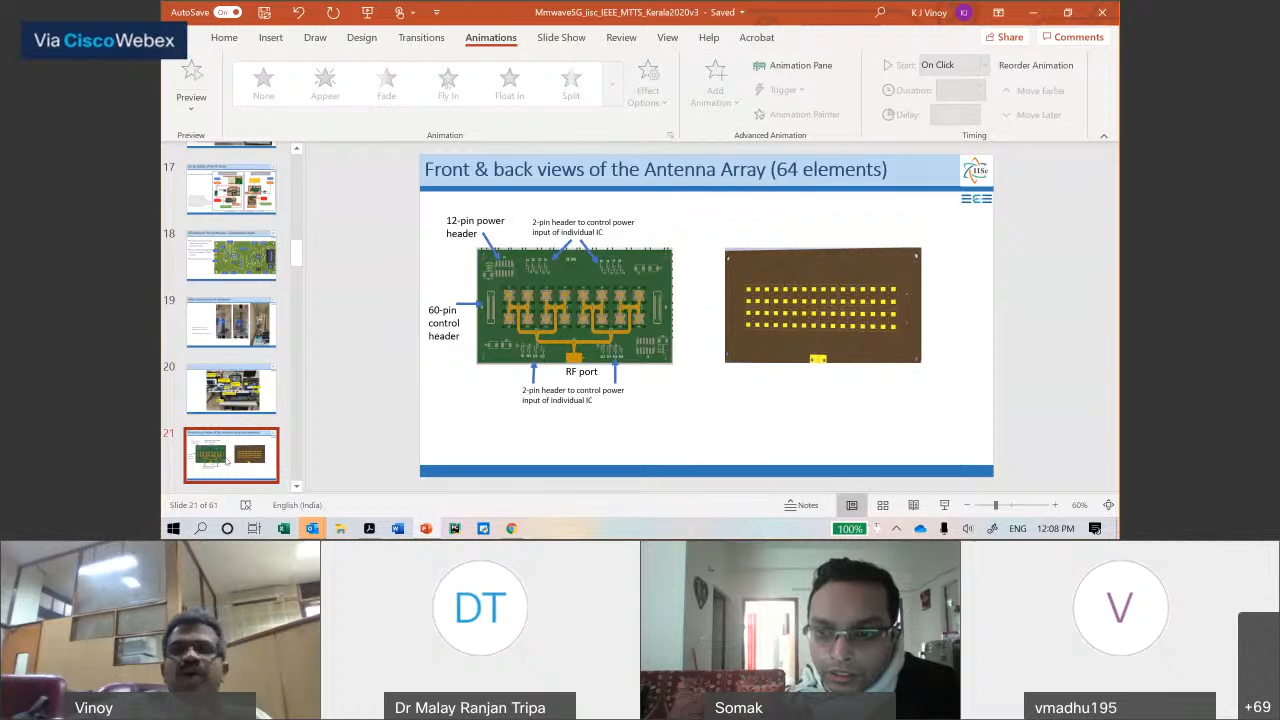 Via CiscoWebex
AutoSave On
Mmwave5G_iisc_IEEE_MTTS_Kerala2020v3 - Saved
K J Vinoy KJ
Home Insert Draw Design Transitions Animations Slide Show Review View Help Acrobat
Share Comments
Preview
None Appear Fade Fly In Float In Split
Effect Options
Add Animation
Animation Pane
Trigger
Animation Painter
Start: On Click
Duration:
Delay:
Reorder Animation
Move Earlier
Move Later
Preview Animation Advanced Animation Timing
17
18
19
20
21
Front & back views of the Antenna Array (64 elements)
IISc
12-pin power
header
2-pin header to control power
input of individual IC
60-pin
control
header
RF port
2-pin header to control power
input of individual IC
Slide 21 of 61 English (India) Notes 60%
100% ENG 12:08 PM
DT
V
Vinoy
Dr Malay Ranjan Tripa
Somak
vmadhu195
+69